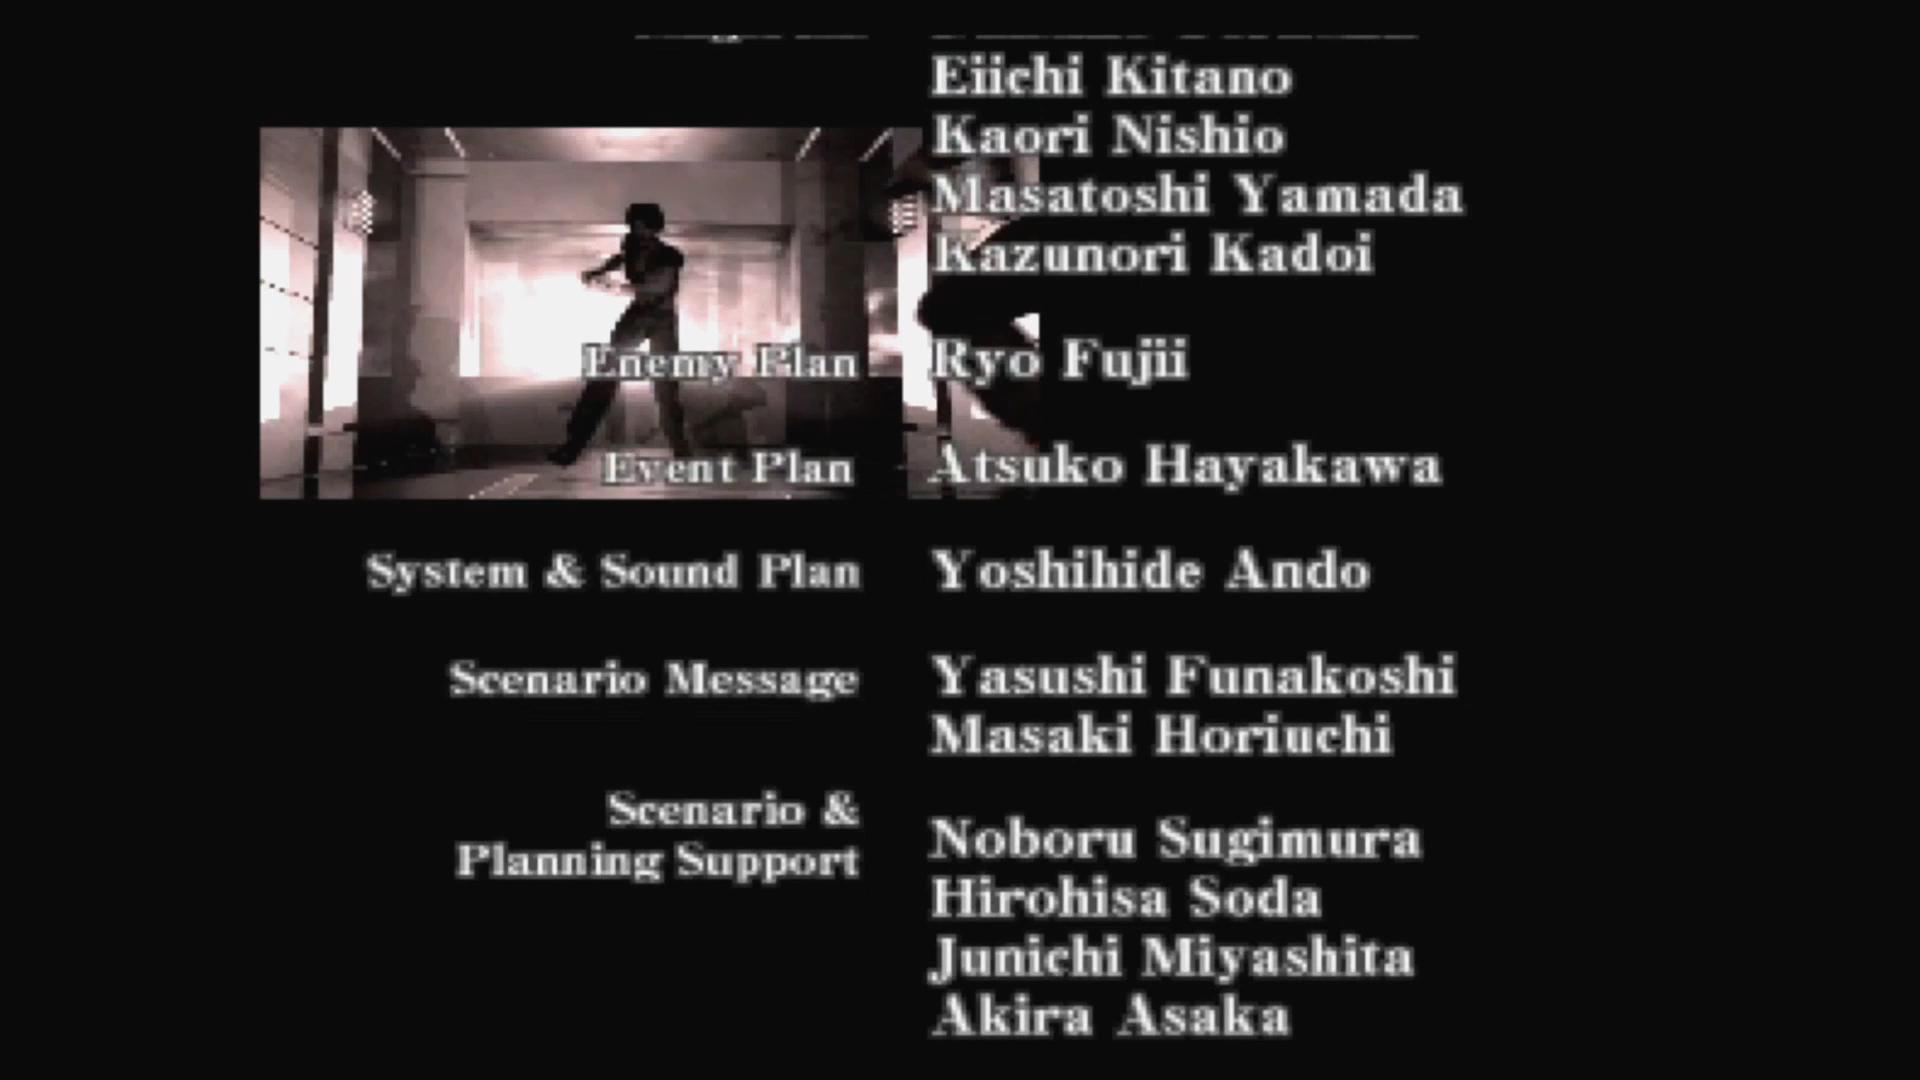 Eiichi Kitano
Kaori Nishio
Masatoshi Yamada
Kazunori Kadoi
Enemy Plan Ryo Fujii
Event Plan Atsuko Hayakawa
System & Sound Plan Yoshihide Ando
Scenario Message Yasushi Funakoshi
Masaki Horiuchi
Scenario &
Planning Support
Noboru Sugimura
Hirohisa Soda
Junichi Miyashita
Akira Asaka